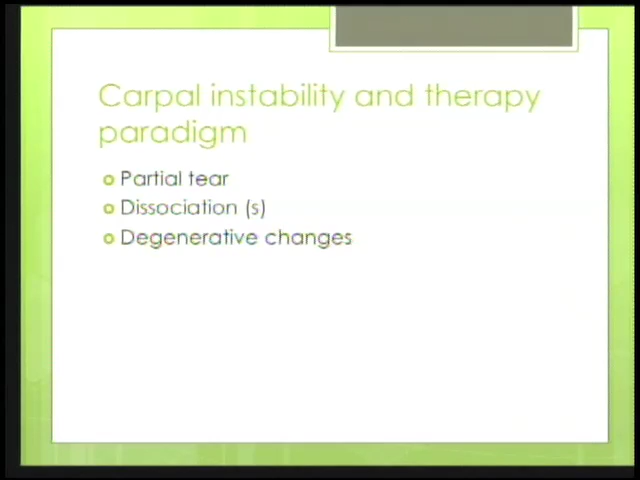 Carpal instability and therapy
paradigm
Partial tear
Dissociation (s)
Degenerative changes